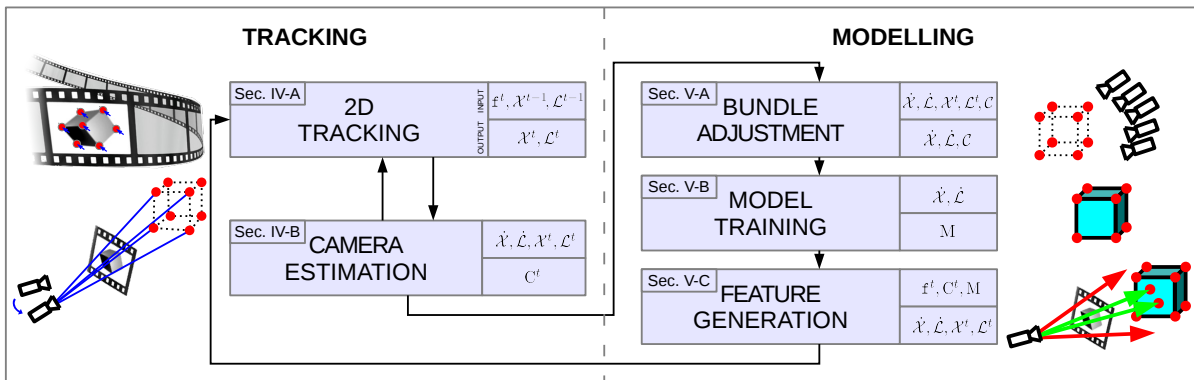 TRACKING
MODELLING
Sec. IV-A
2D
TRACKING
INPUT
OUTPUT
f^t, 𝒳^{t−1}, ℒ^{t−1}
𝒳^t, ℒ^t
Sec. IV-B
CAMERA
ESTIMATION
𝒳̇, ℒ̇, 𝒳^t, ℒ^t
C^t
Sec. V-A
BUNDLE
ADJUSTMENT
𝒳̇, ℒ̇, 𝒳^t, ℒ^t, 𝒞
𝒳̇, ℒ̇, 𝒞
Sec. V-B
MODEL
TRAINING
𝒳̇, ℒ̇
M
Sec. V-C
FEATURE
GENERATION
f^t, C^t, M
𝒳̇, ℒ̇, 𝒳^t, ℒ^t